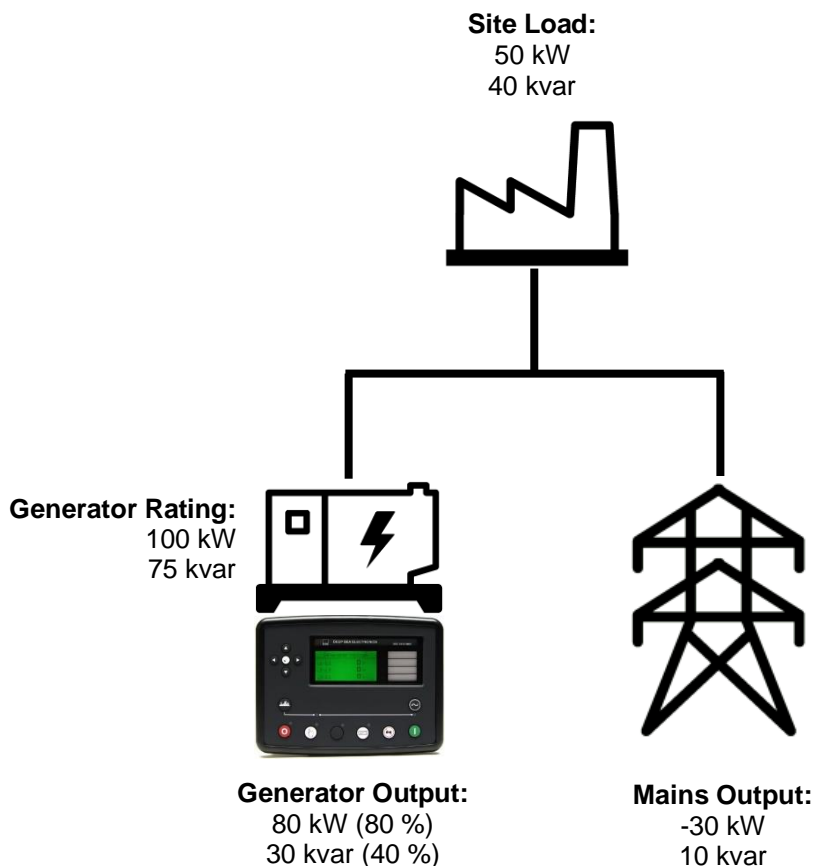 Site Load:
50 kW
40 kvar
Generator Rating:
100 kW
75 kvar
Generator Output:
80 kW (80 %)
30 kvar (40 %)
Mains Output:
-30 kW
10 kvar